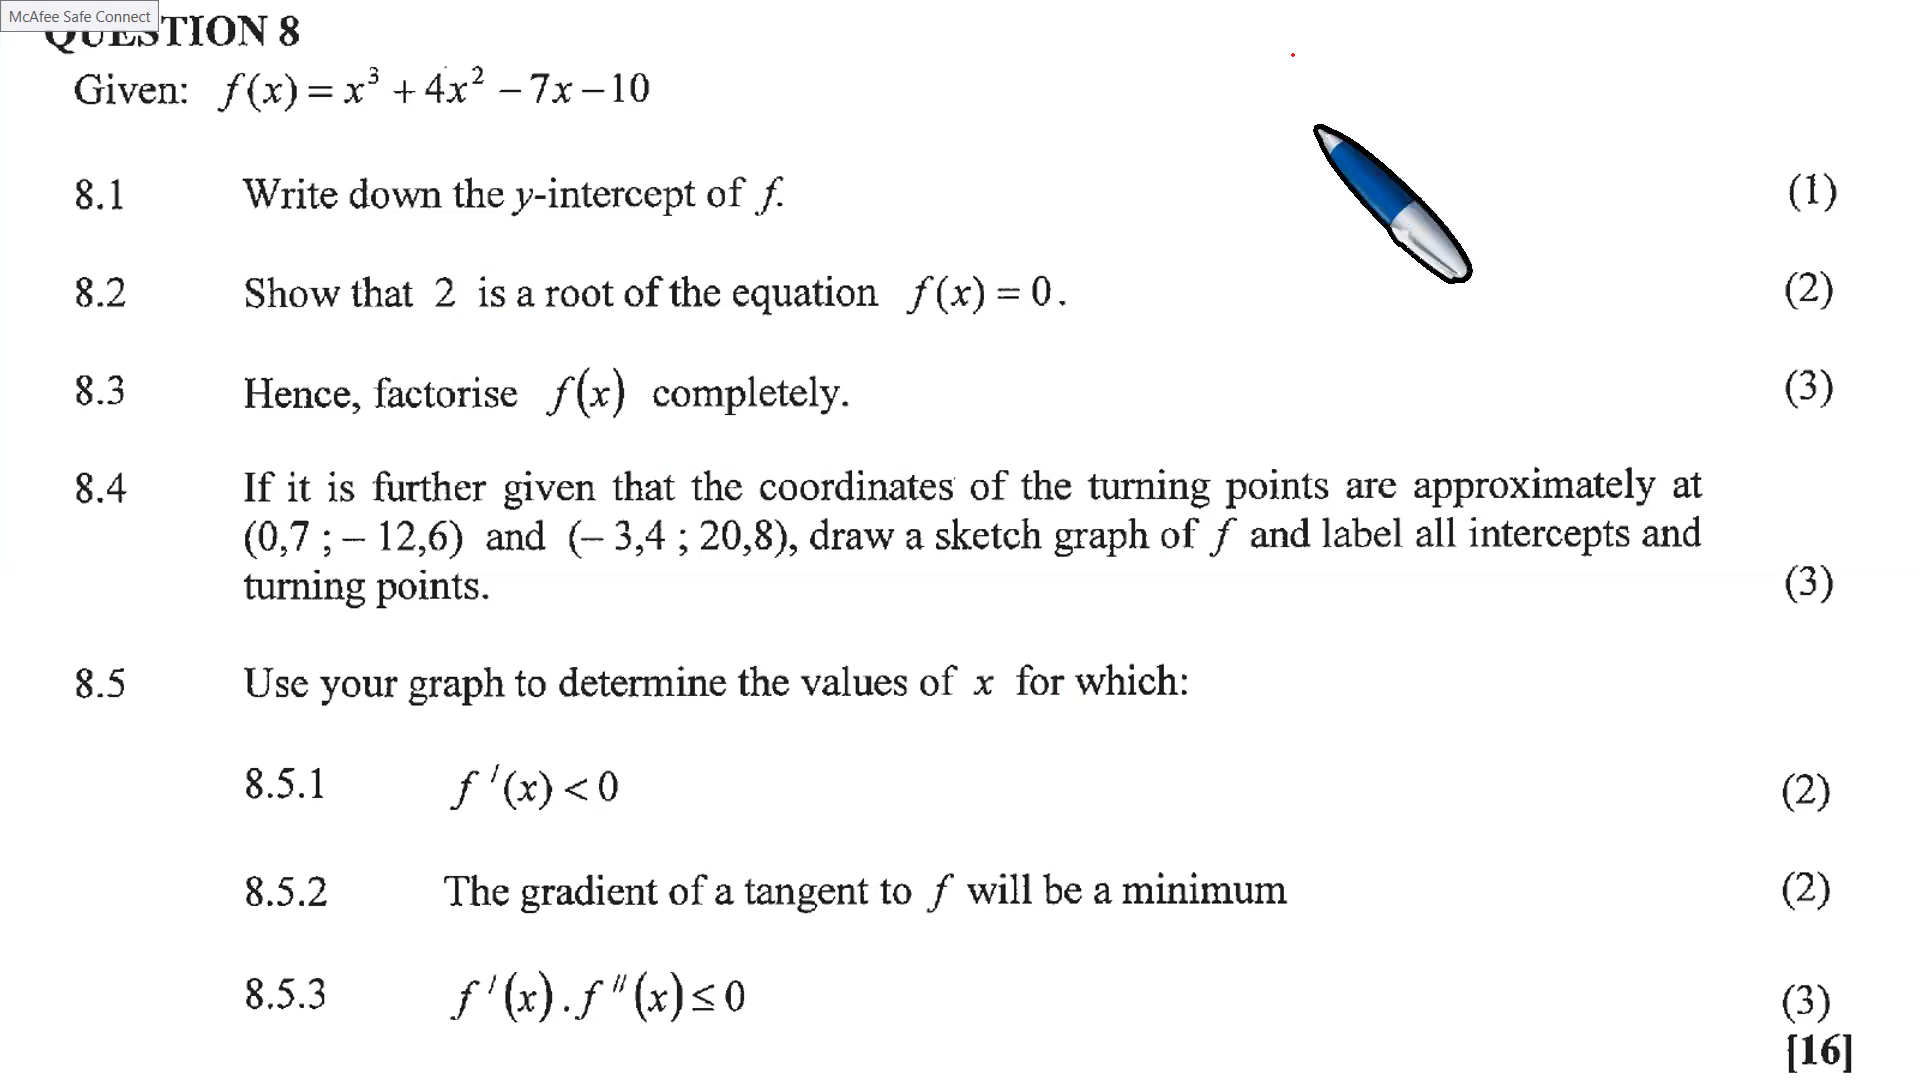 McAfee Safe Connect
QUESTION 8
Given: f(x) = x³ + 4x² − 7x − 10
8.1 Write down the y-intercept of f. (1)
8.2 Show that 2 is a root of the equation f(x) = 0. (2)
8.3 Hence, factorise f(x) completely. (3)
8.4 If it is further given that the coordinates of the turning points are approximately at
(0,7 ; – 12,6) and (– 3,4 ; 20,8), draw a sketch graph of f and label all intercepts and
turning points. (3)
8.5 Use your graph to determine the values of x for which:
8.5.1 f ′(x) < 0 (2)
8.5.2 The gradient of a tangent to f will be a minimum (2)
8.5.3 f ′(x) . f ″(x) ≤ 0 (3)
[16]